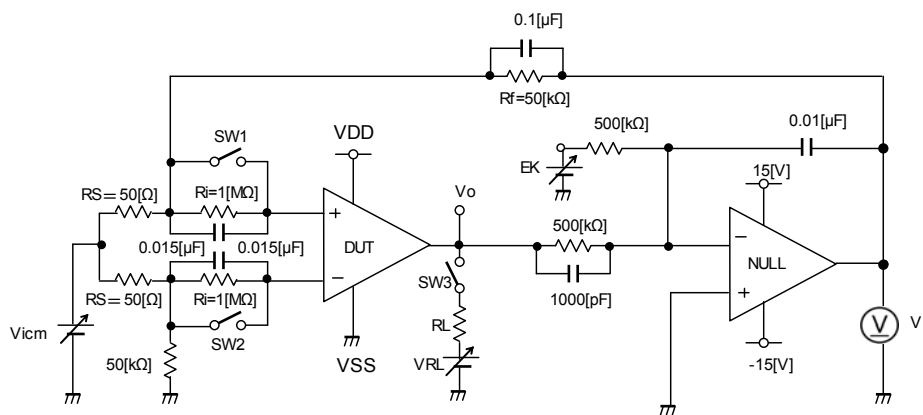 0.1[μF]
Rf=50[kΩ]
500[kΩ]
0.01[μF]
SW1
VDD
EK
15[V]
RS=50[Ω]
Ri=1[MΩ]
Vo
0.015[μF]
0.015[μF]
+
−
DUT
500[kΩ]
−
+
NULL
RS=50[Ω]
Ri=1[MΩ]
SW3
1000[pF]
Vicm
SW2
RL
V
V
50[kΩ]
VSS
VRL
-15[V]